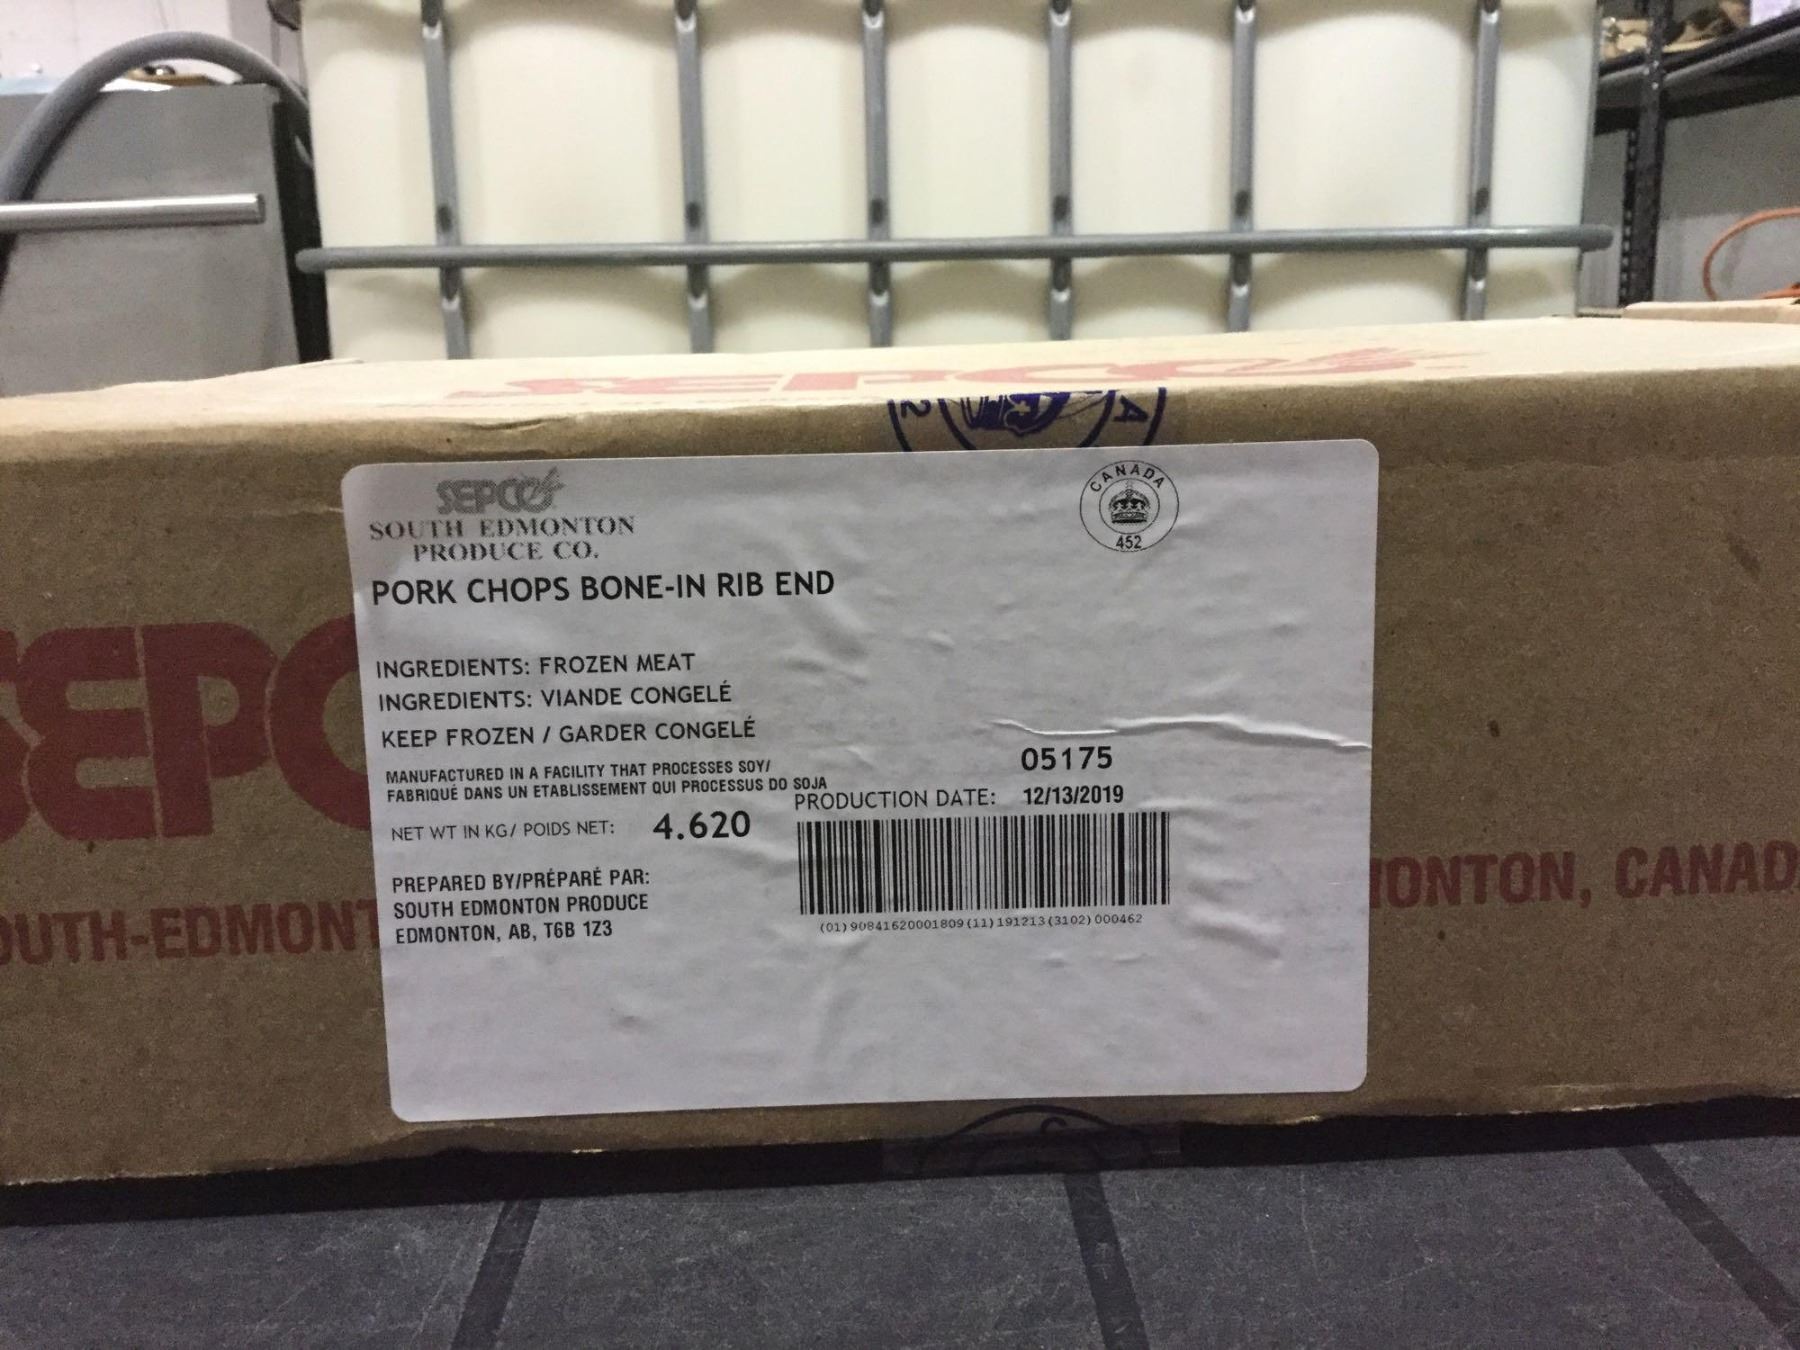 SEPCO
2 A
SEPCO
SOUTH EDMONTON
PRODUCE CO.
CANADA
452
PORK CHOPS BONE-IN RIB END
INGREDIENTS: FROZEN MEAT
INGREDIENTS: VIANDE CONGELÉ
KEEP FROZEN / GARDER CONGELÉ
MANUFACTURED IN A FACILITY THAT PROCESSES SOY/
FABRIQUÉ DANS UN ETABLISSEMENT QUI PROCESSUS DO SOJA
05175
PRODUCTION DATE: 12/13/2019
NET WT IN KG/ POIDS NET: 4.620
(01)90841620001809(11)191213(3102)000462
PREPARED BY/PRÉPARÉ PAR:
SOUTH EDMONTON PRODUCE
EDMONTON, AB, T6B 1Z3
SEPC
OUTH-EDMONT
MONTON, CANAD